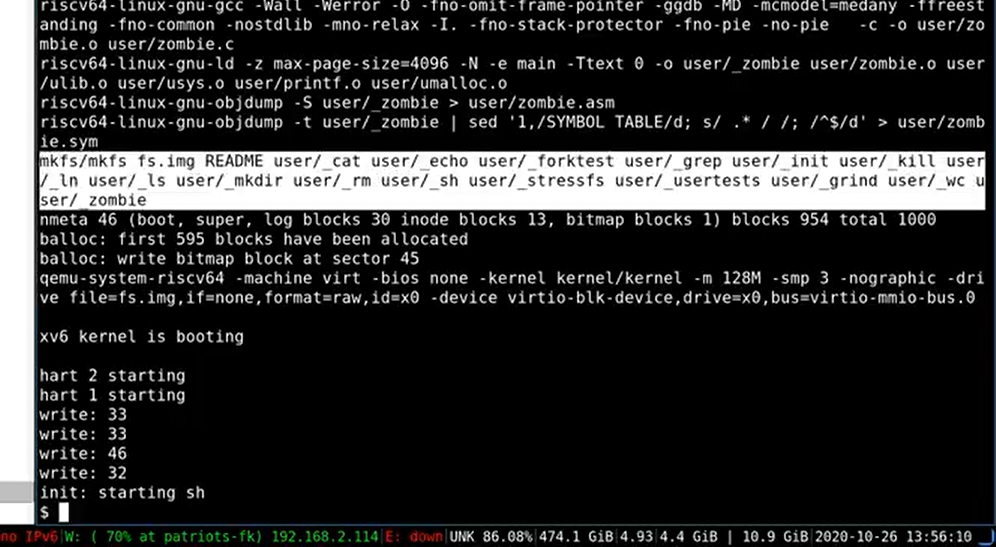 riscv64-linux-gnu-gcc -Wall -Werror -O -fno-omit-frame-pointer -ggdb -MD -mcmodel=medany -ffreest
anding -fno-common -nostdlib -mno-relax -I. -fno-stack-protector -fno-pie -no-pie   -c -o user/zo
mbie.o user/zombie.c
riscv64-linux-gnu-ld -z max-page-size=4096 -N -e main -Ttext 0 -o user/_zombie user/zombie.o user
/ulib.o user/usys.o user/printf.o user/umalloc.o
riscv64-linux-gnu-objdump -S user/_zombie > user/zombie.asm
riscv64-linux-gnu-objdump -t user/_zombie | sed '1,/SYMBOL TABLE/d; s/ .* / /; /^$/d' > user/zomb
ie.sym
mkfs/mkfs fs.img README user/_cat user/_echo user/_forktest user/_grep user/_init user/_kill user
/_ln user/_ls user/_mkdir user/_rm user/_sh user/_stressfs user/_usertests user/_grind user/_wc u
ser/_zombie
nmeta 46 (boot, super, log blocks 30 inode blocks 13, bitmap blocks 1) blocks 954 total 1000
balloc: first 595 blocks have been allocated
balloc: write bitmap block at sector 45
qemu-system-riscv64 -machine virt -bios none -kernel kernel/kernel -m 128M -smp 3 -nographic -dri
ve file=fs.img,if=none,format=raw,id=x0 -device virtio-blk-device,drive=x0,bus=virtio-mmio-bus.0
xv6 kernel is booting
hart 2 starting
hart 1 starting
write: 33
write: 33
write: 46
write: 32
init: starting sh
$
no IPv6|W: ( 70% at patriots-fk) 192.168.2.114|E: down|UNK 86.08%|474.1 GiB|4.93|4.4 GiB | 10.9 GiB|2020-10-26 13:56:10